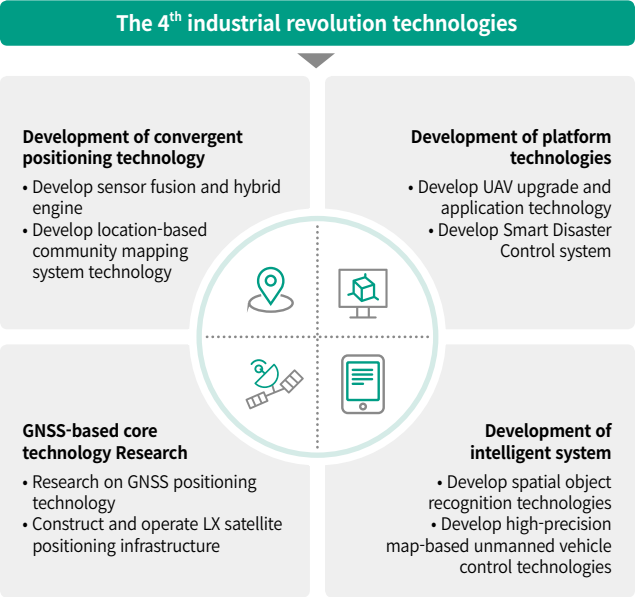 The 4th industrial revolution technologies
Development of convergent
positioning technology
• Develop sensor fusion and hybrid
engine
• Develop location-based
community mapping
system technology
Development of platform
technologies
• Develop UAV upgrade and
application technology
• Develop Smart Disaster
Control system
GNSS-based core
technology Research
• Research on GNSS positioning
technology
• Construct and operate LX satellite
positioning infrastructure
Development of
intelligent system
• Develop spatial object
recognition technologies
• Develop high-precision
map-based unmanned vehicle
control technologies